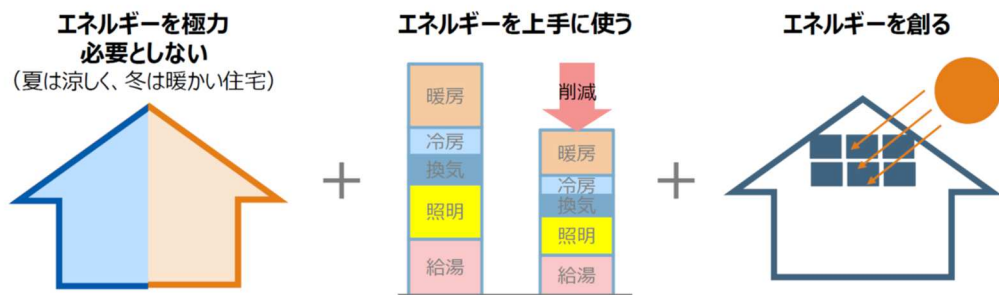 エネルギーを極力
必要としない
（夏は涼しく、冬は暖かい住宅）
エネルギーを上手に使う
暖房
冷房
換気
照明
給湯
削減
暖房
冷房
換気
照明
給湯
エネルギーを創る